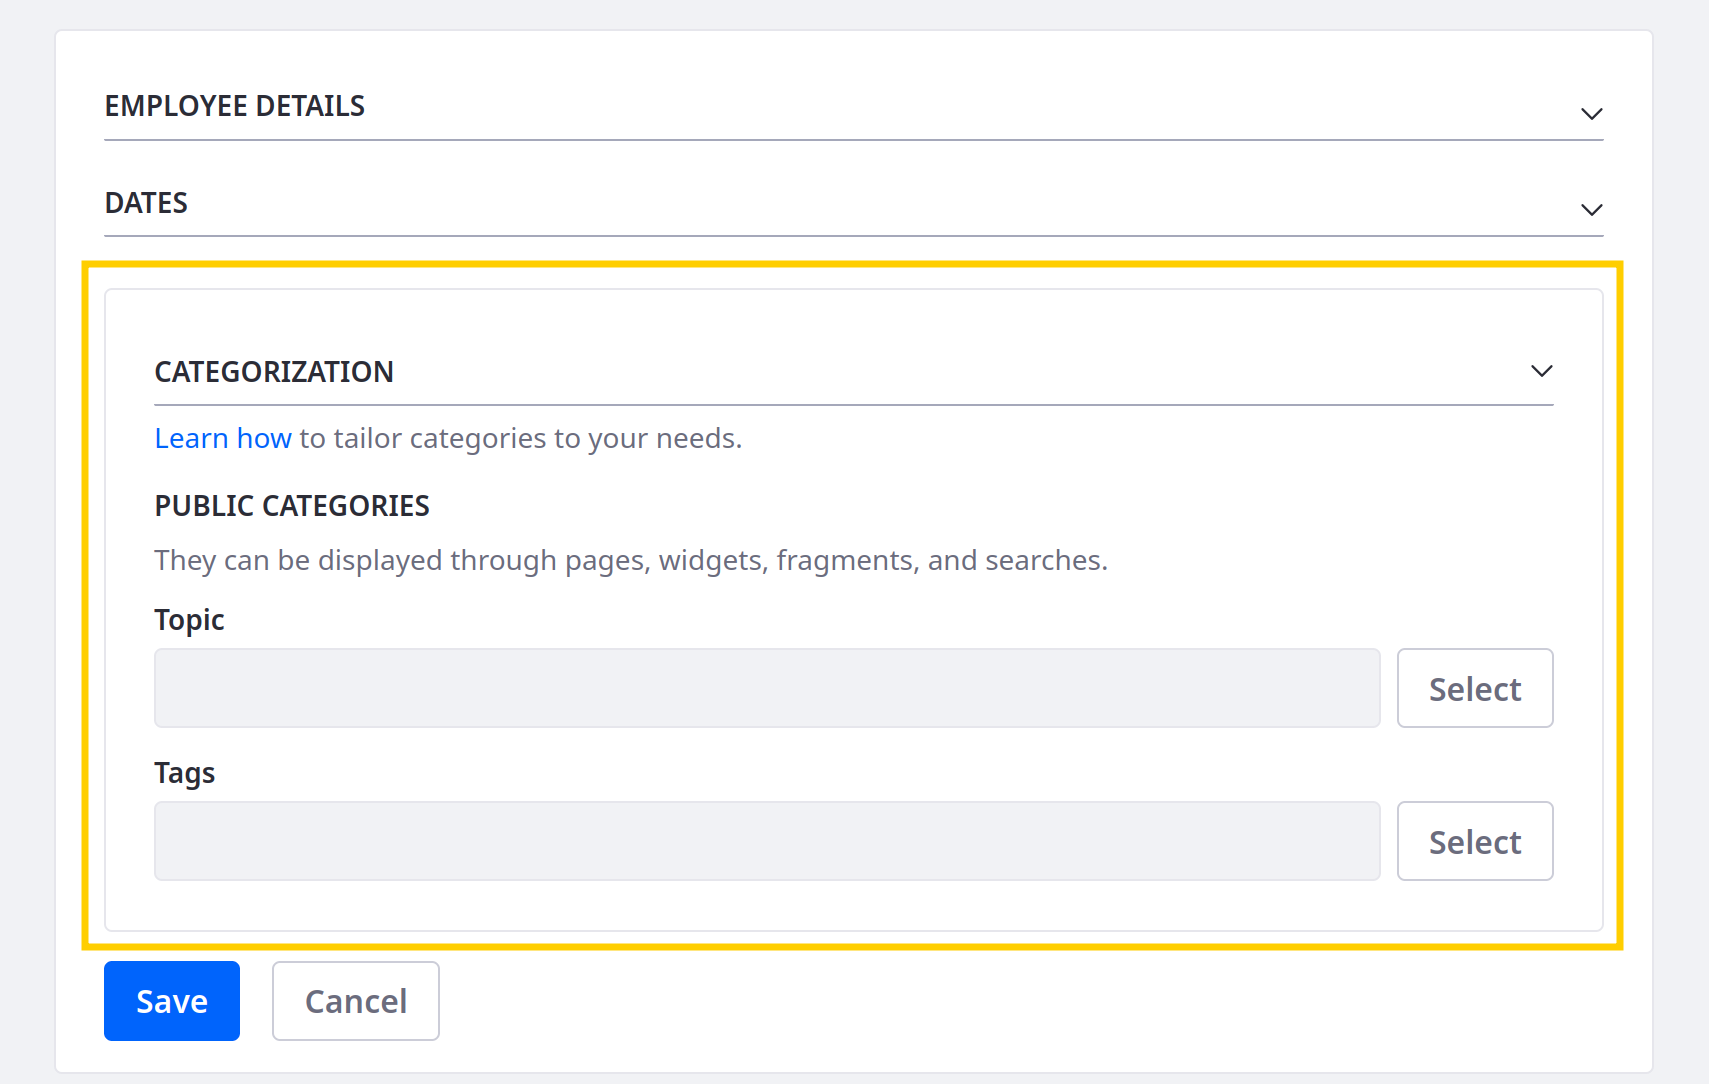 EMPLOYEE DETAILS
DATES
CATEGORIZATION
Learn how to tailor categories to your needs.
PUBLIC CATEGORIES
They can be displayed through pages, widgets, fragments, and searches.
Topic
Select
Tags
Select
Save Cancel